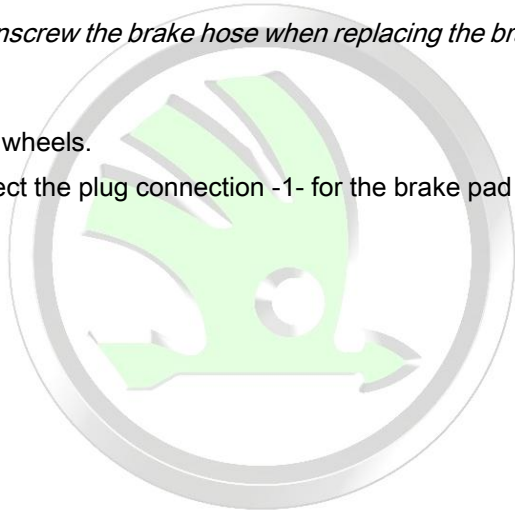 nscrew the brake hose when replacing the br
wheels.
ect the plug connection -1- for the brake pad